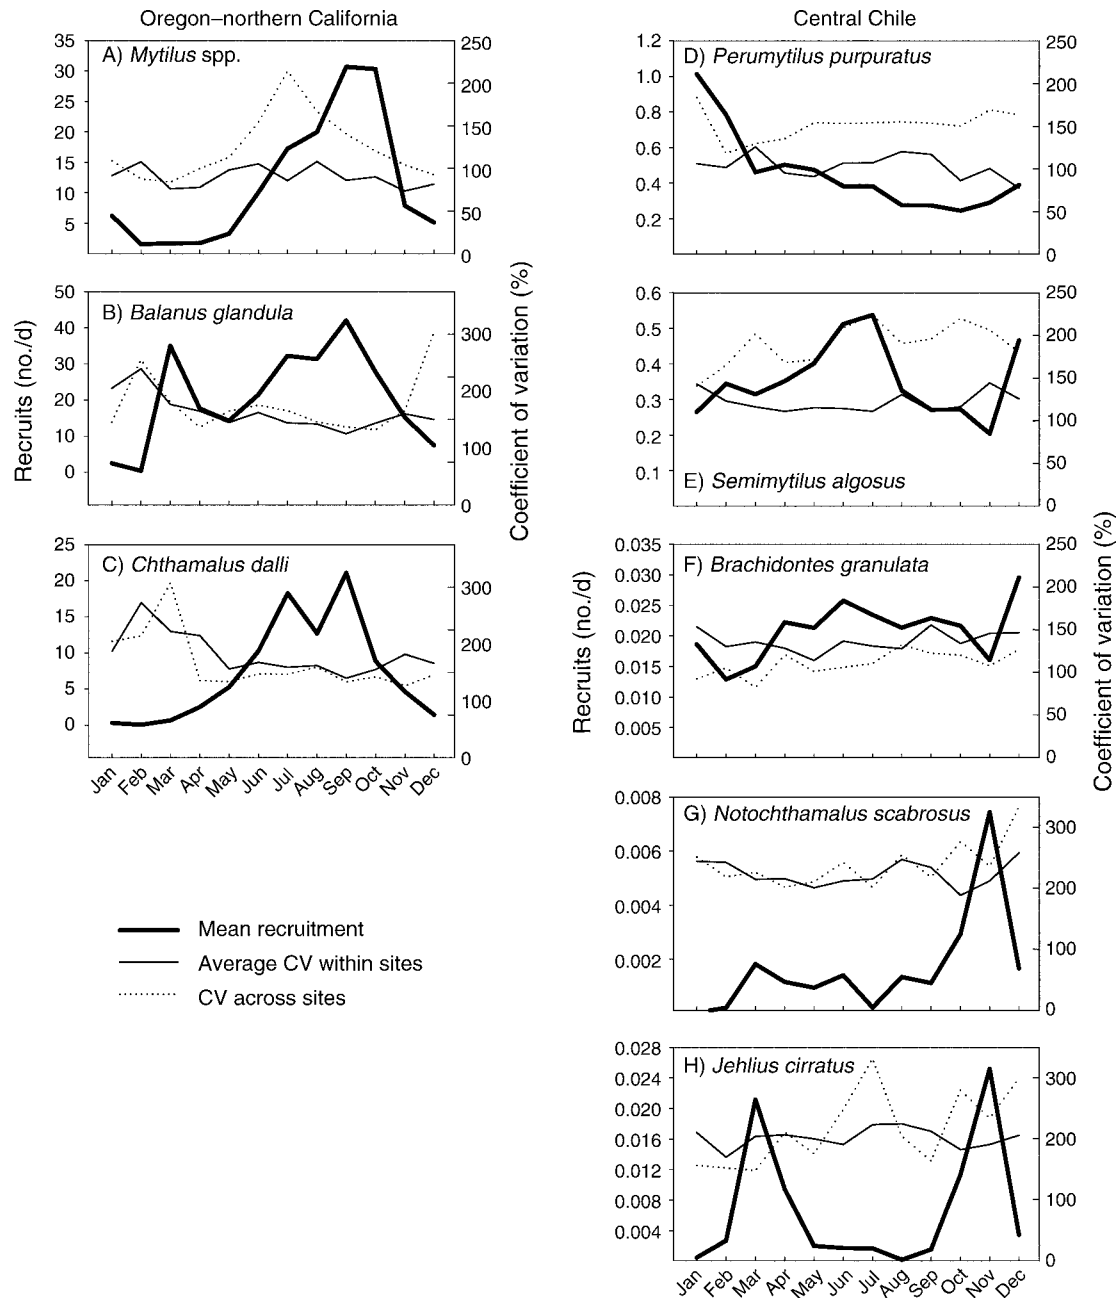 Oregon–northern California
Central Chile
A) Mytilus spp.
35
30
25
20
15
10
5
250
200
150
100
50
0
B) Balanus glandula
50
40
30
20
10
0
300
200
100
0
C) Chthamalus dalli
25
20
15
10
5
0
300
200
100
0
Recruits (no./d)
Coefficient of variation (%)
Jan
Feb
Mar
Apr
May
Jun
Jul
Aug
Sep
Oct
Nov
Dec
Mean recruitment
Average CV within sites
CV across sites
D) Perumytilus purpuratus
1.2
1.0
0.8
0.6
0.4
0.2
250
200
150
100
50
0
0.6
0.5
0.4
0.3
0.2
0.1
250
200
150
100
50
0
E) Semimytilus algosus
F) Brachidontes granulata
0.035
0.030
0.025
0.020
0.015
0.010
0.005
250
200
150
100
50
0
Recruits (no./d)
Coefficient of variation (%)
G) Notochthamalus scabrosus
0.008
0.006
0.004
0.002
300
200
100
0
H) Jehlius cirratus
0.028
0.024
0.020
0.016
0.012
0.008
0.004
300
200
100
0
Jan
Feb
Mar
Apr
May
Jun
Jul
Aug
Sep
Oct
Nov
Dec